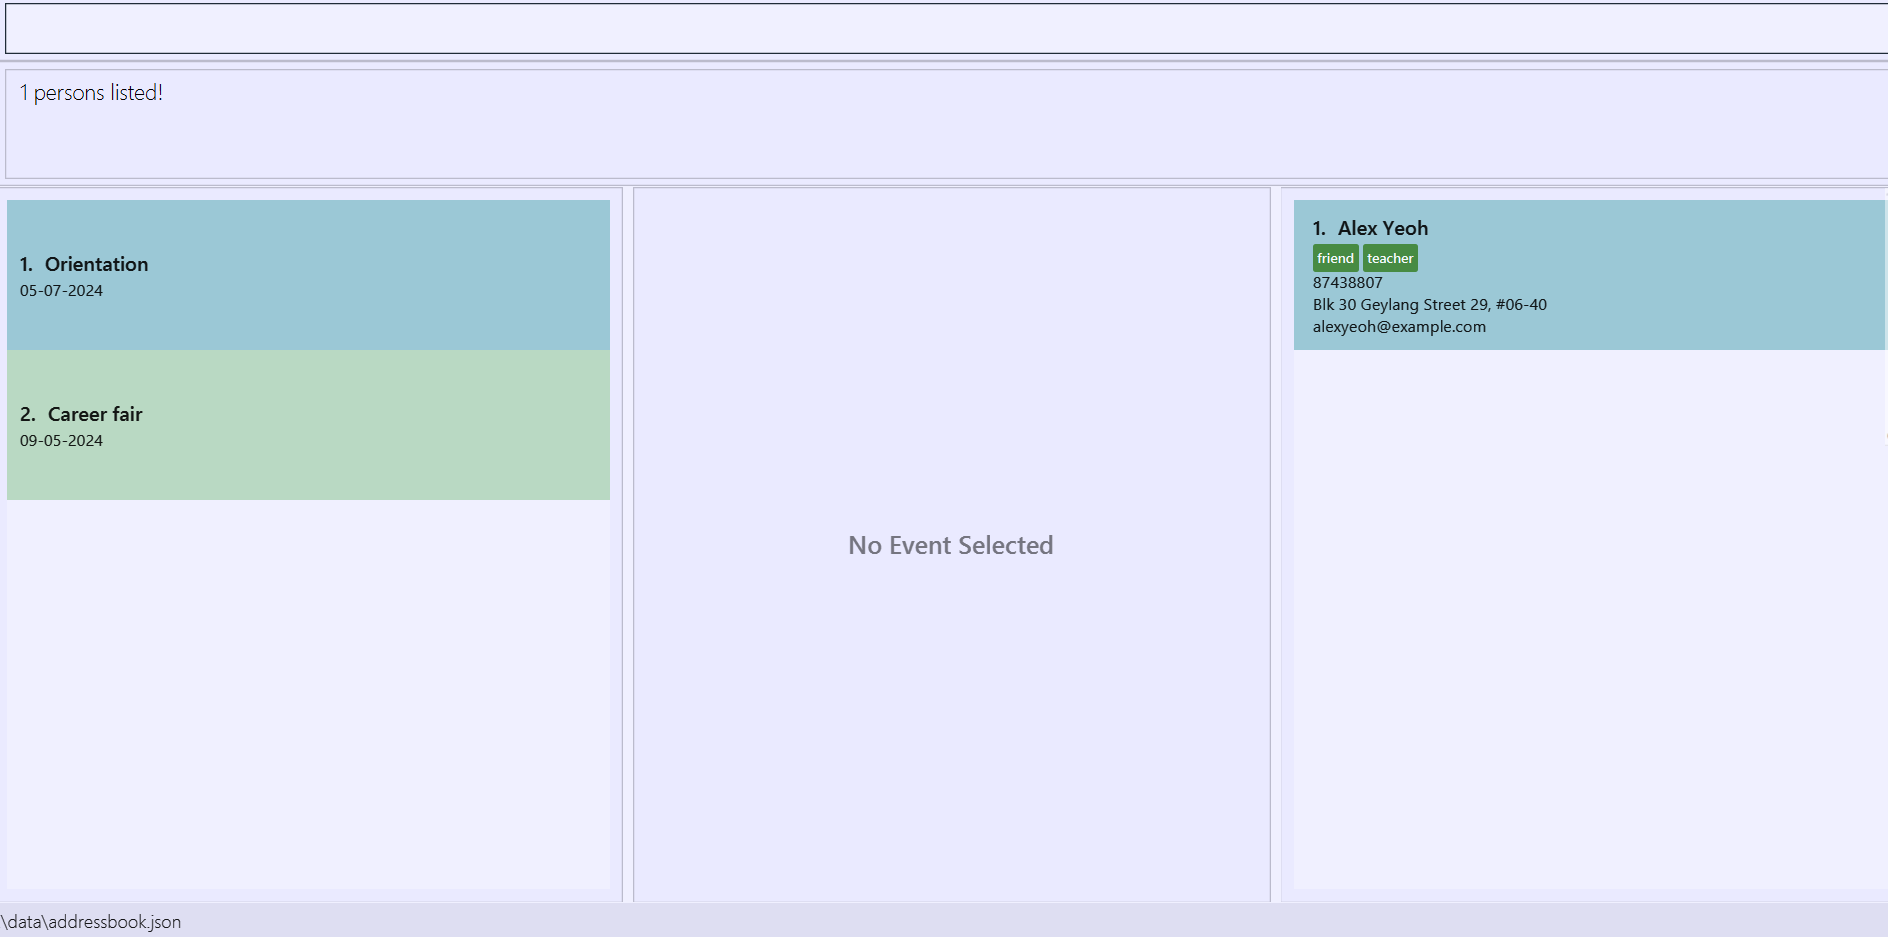 1 persons listed!
1. Orientation
05-07-2024
2. Career fair
09-05-2024
No Event Selected
1. Alex Yeoh
friend teacher
87438807
Blk 30 Geylang Street 29, #06-40
alexyeoh@example.com
\data\addressbook.json